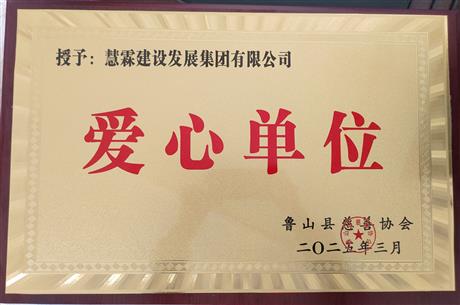 授予：慧霖建设发展集团有限公司
爱心单位
鲁山县慈善协会
二〇二五年三月